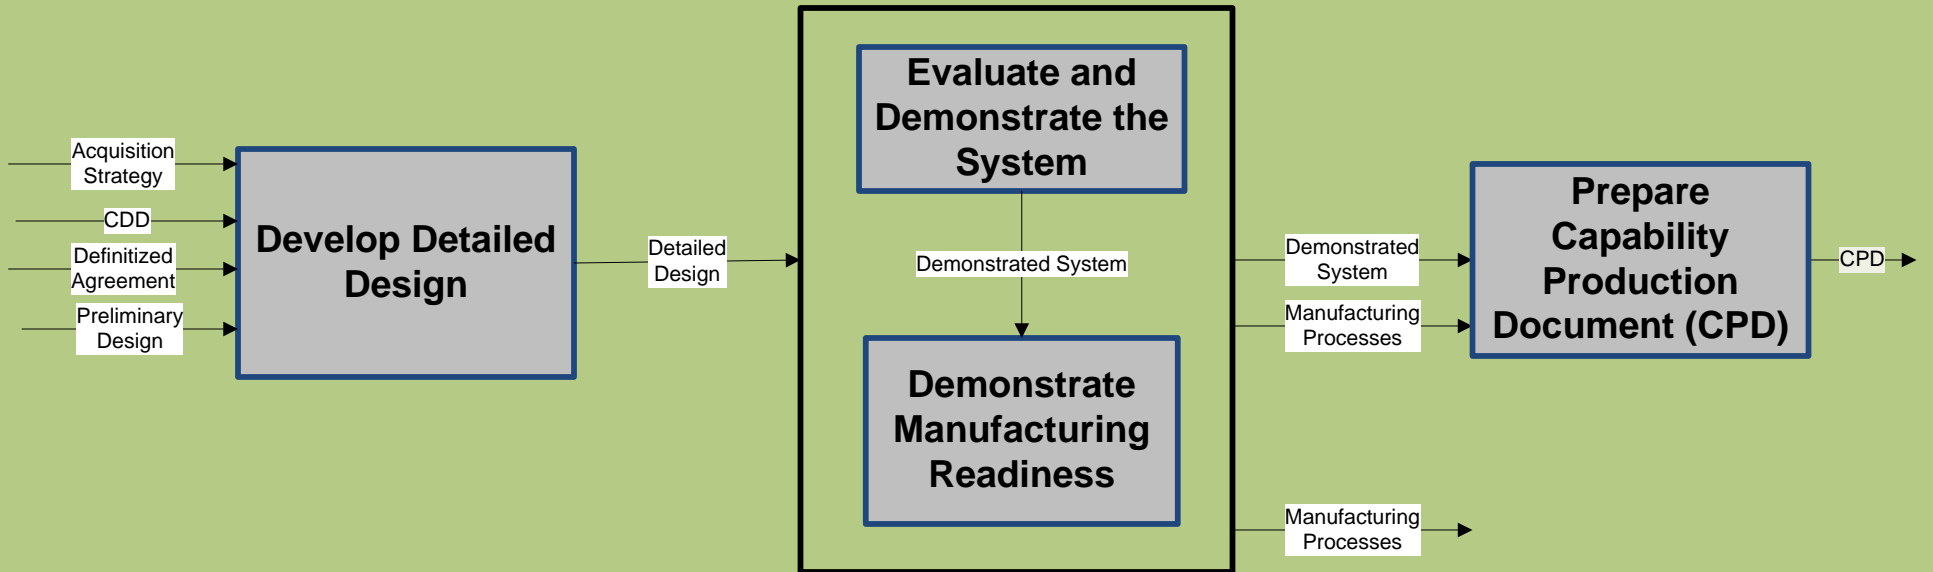 Acquisition
Strategy
CDD
Definitized
Agreement
Preliminary
Design
Develop Detailed
Design
Detailed
Design
Evaluate and
Demonstrate the
System
Demonstrated System
Demonstrate
Manufacturing
Readiness
Demonstrated
System
Manufacturing
Processes
Manufacturing
Processes
Prepare
Capability
Production
Document (CPD)
CPD